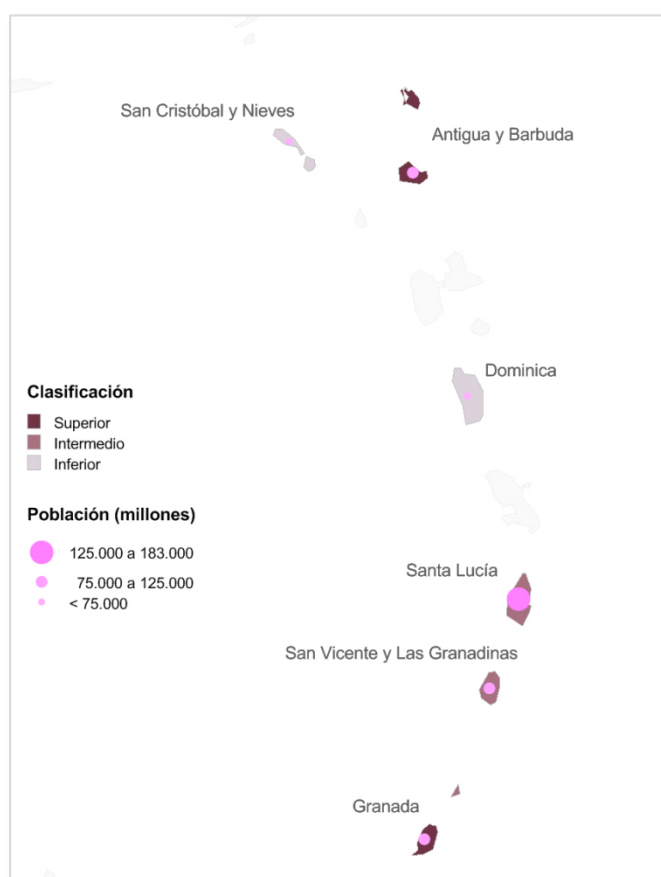 San Cristóbal y Nieves
Antigua y Barbuda
Dominica
Clasificación
Superior
Intermedio
Inferior
Población (millones)
125.000 a 183.000
75.000 a 125.000
< 75.000
Santa Lucía
San Vicente y Las Granadinas
Granada